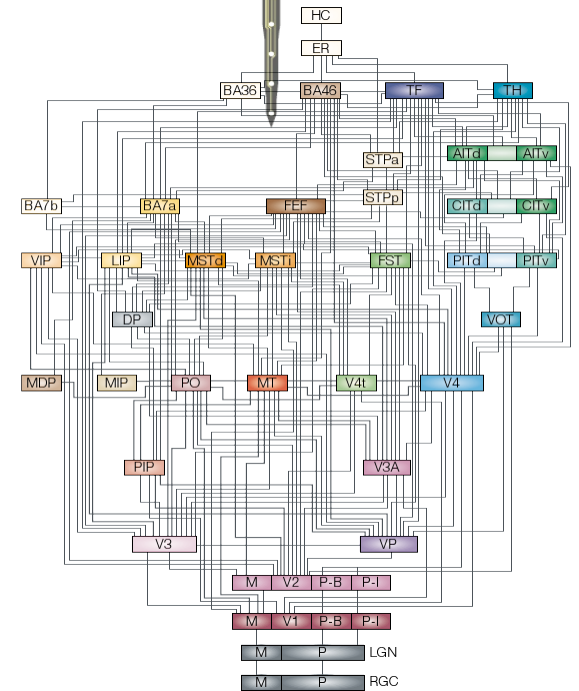 HC
ER
BA36 BA46 TF TH
STPa AITd AITv
STPp
BA7b BA7a FEF CITd CITv
VIP LIP MSTd MSTi FST PITd PITv
DP VOT
MDP MIP PO MT V4t V4
PIP V3A
V3 VP
M V2 P-B P-I
M V1 P-B P-I
M P LGN
M P RGC